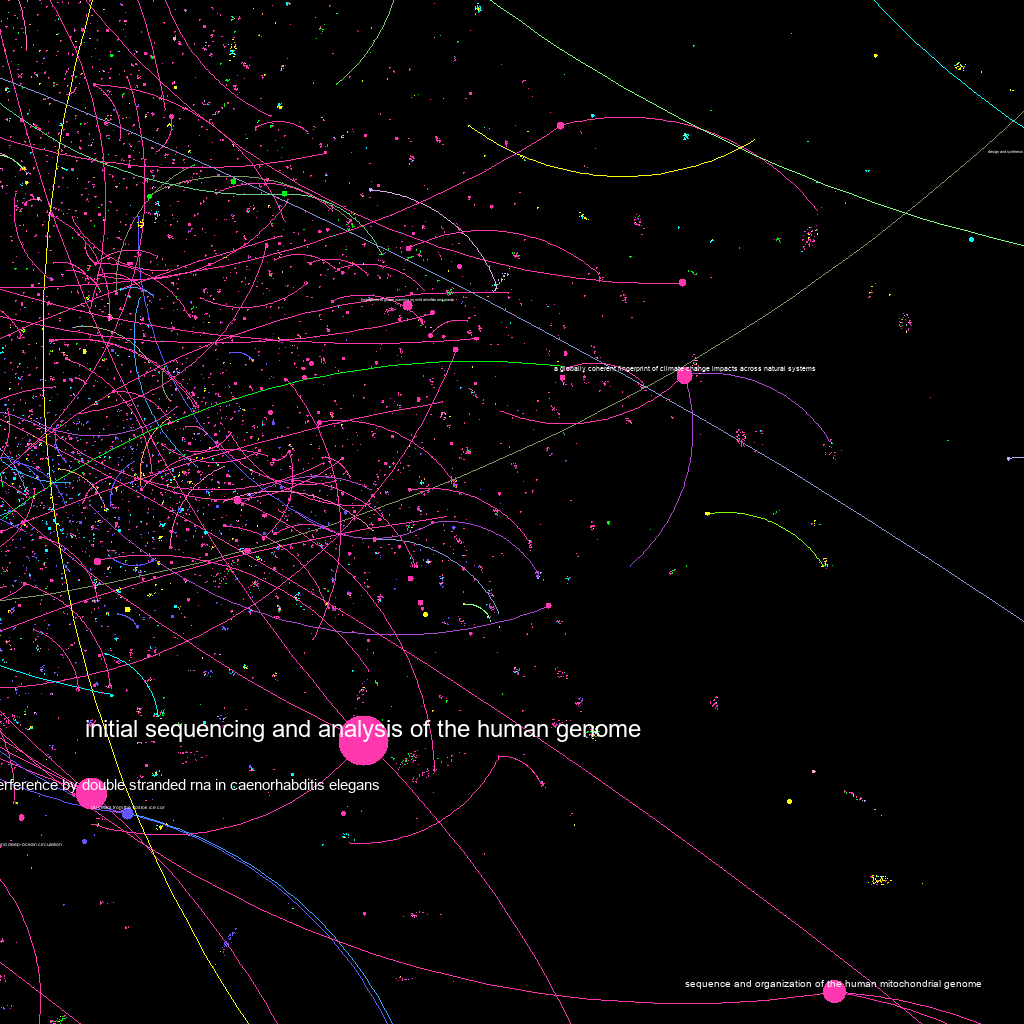 design and synthesis
a globally coherent fingerprint of climate change impacts across natural systems
initial sequencing and analysis of the human genome
erference by double stranded rna in caenorhabditis elegans
nd deep-ocean circulation
sequence and organization of the human mitochondrial genome